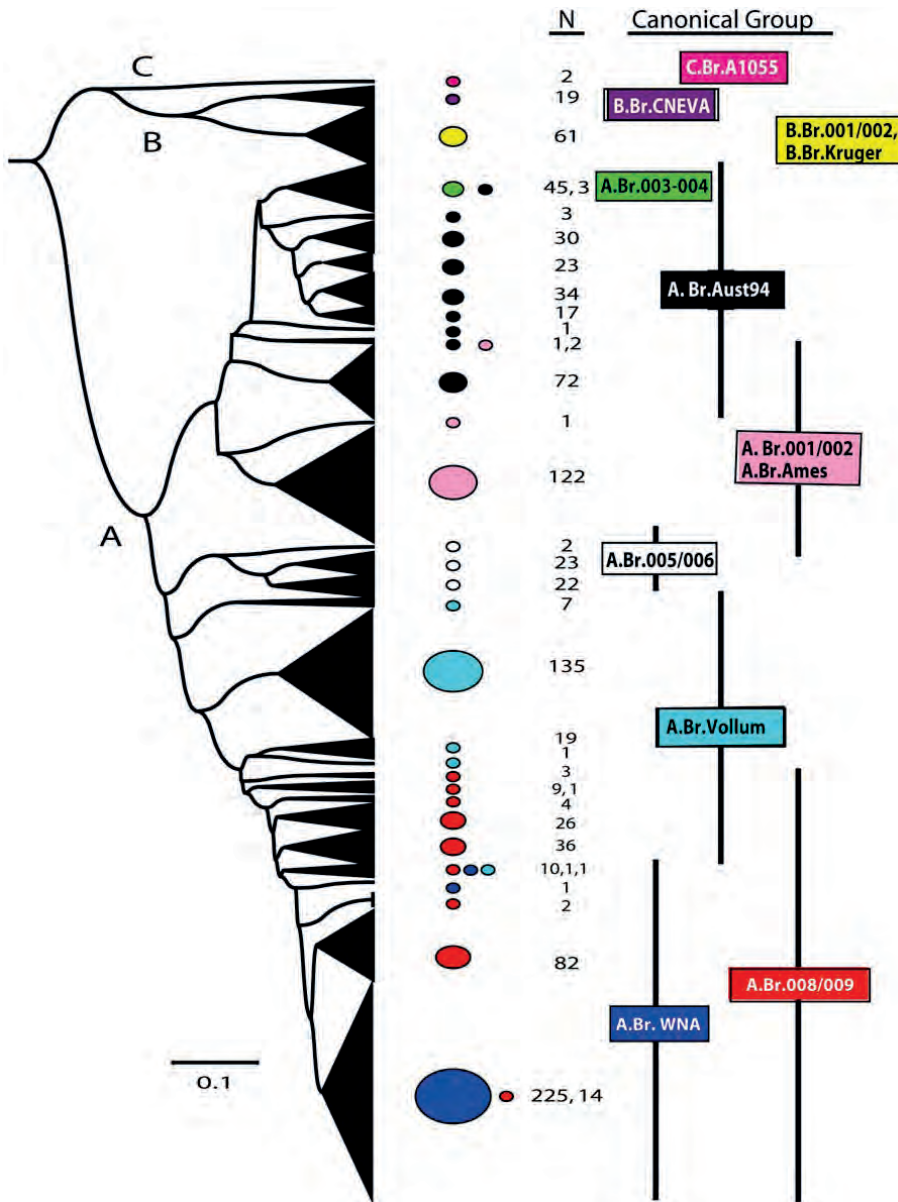 N
Canonical Group
C
2
C.Br.A1055
19
B.Br.CNEVA
B
61
B.Br.001/002,
B.Br.Kruger
45, 3
A.Br.003-004
3
30
23
34
A. Br.Aust94
17
1
1, 2
72
1
A. Br.001/002
A.Br.Ames
122
A
2
23
A.Br.005/006
22
7
135
A.Br.Vollum
19
1
3
9, 1
4
26
36
10,1,1
1
2
82
A.Br.008/009
A.Br. WNA
0.1
225, 14